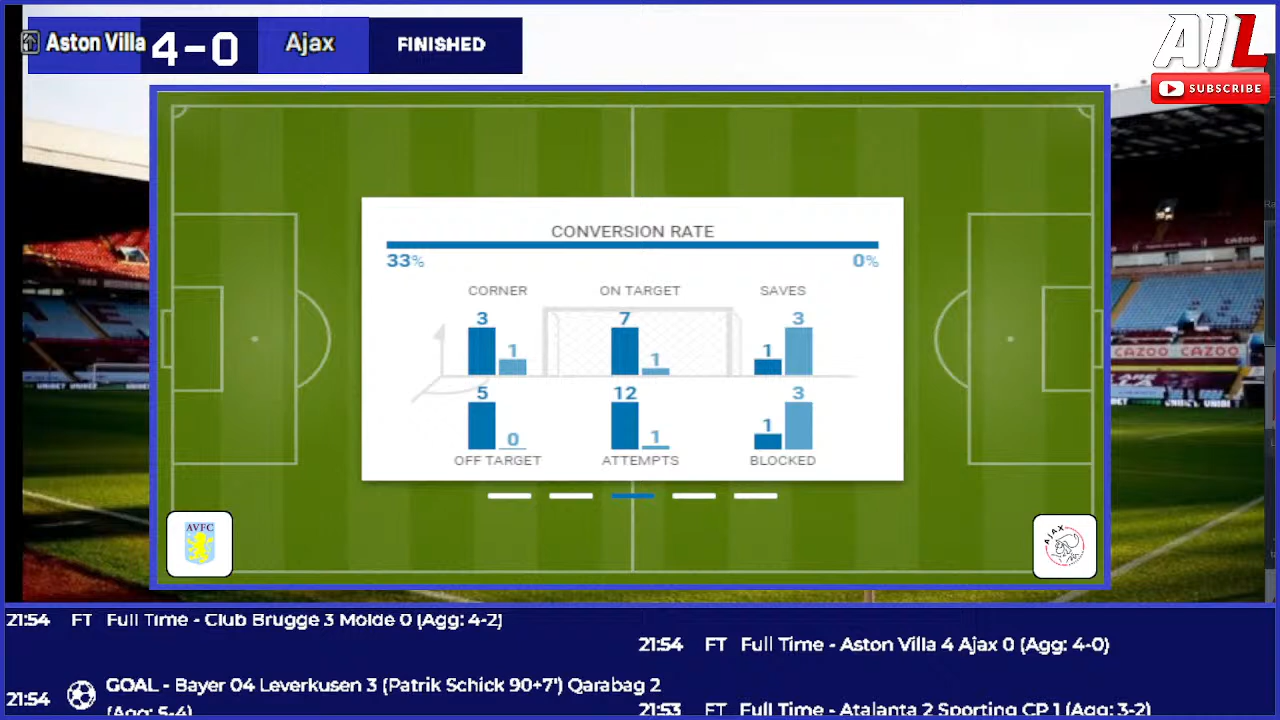 Aston Villa 4-0 Ajax FINISHED
AIL
SUBSCRIBE
CONVERSION RATE
33% 0%
CORNER ON TARGET SAVES
3 1 7 1 1 3
5 0 12 1 1 3
OFF TARGET ATTEMPTS BLOCKED
CAZOO
CAZOO CAZOO
AVFC
AJAX
21:54 FT Full Time - Club Brugge 3 Molde 0 (Agg: 4-2)
21:54 FT Full Time - Aston Villa 4 Ajax 0 (Agg: 4-0)
21:54 GOAL - Bayer 04 Leverkusen 3 (Patrik Schick 90+7') Qarabag 2
(Agg: 5-4)
21:53 FT Full Time - Atalanta 2 Sporting CP 1 (Agg: 3-2)